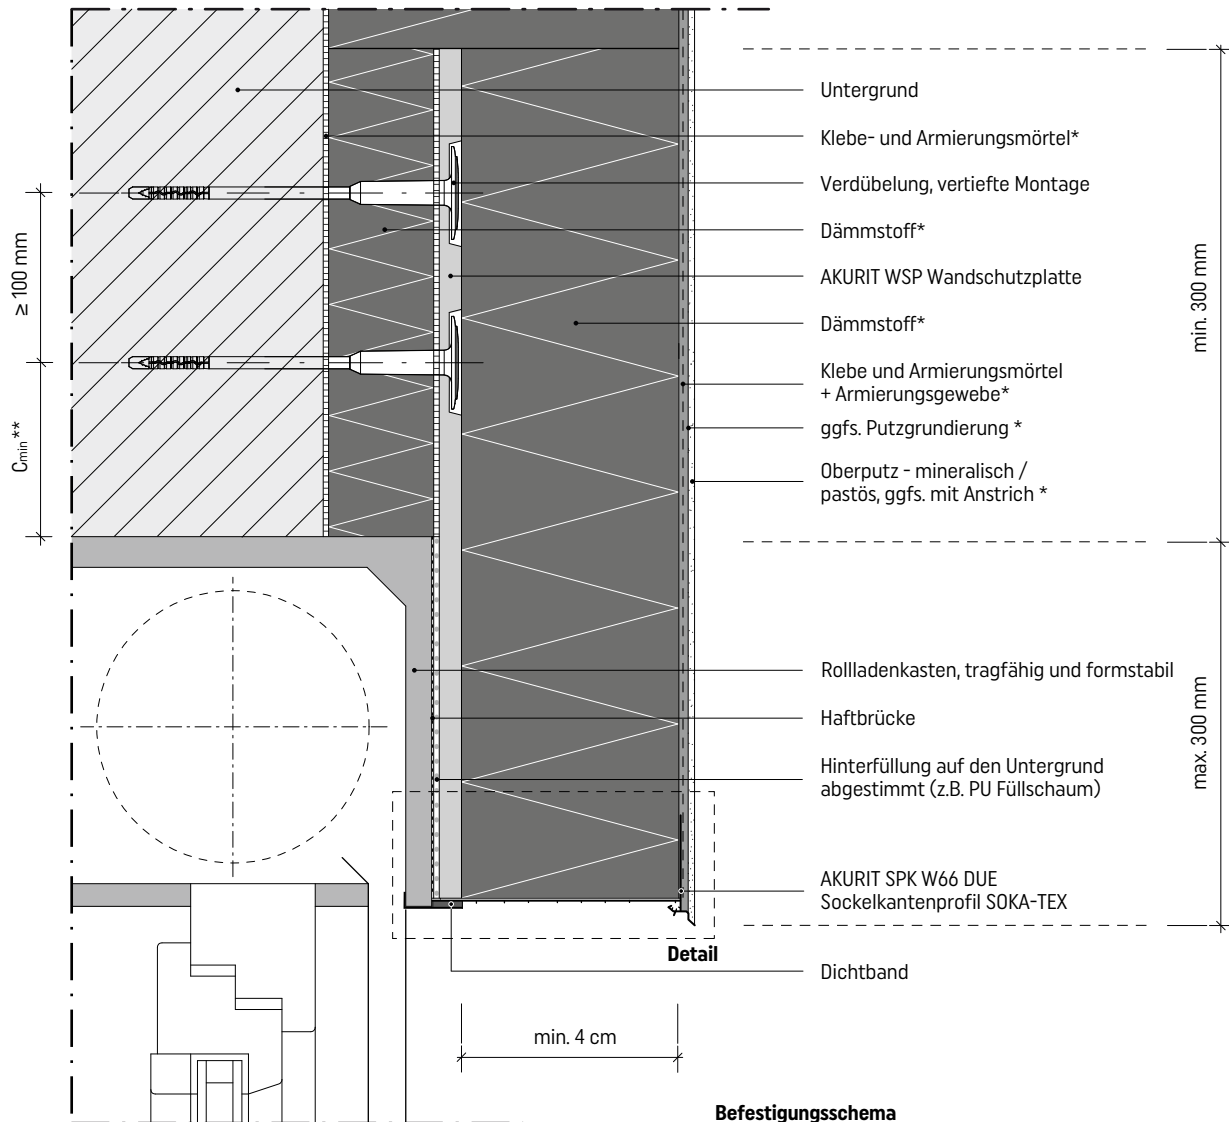 Untergrund
Klebe- und Armierungsmörtel*
Verdübelung, vertiefte Montage
Dämmstoff*
AKURIT WSP Wandschutzplatte
Dämmstoff*
Klebe und Armierungsmörtel
+ Armierungsgewebe*
ggfs. Putzgrundierung *
Oberputz - mineralisch /
pastös, ggfs. mit Anstrich *
≥ 100 mm
Cmin **
min. 300 mm
Rollladenkasten, tragfähig und formstabil
Haftbrücke
Hinterfüllung auf den Untergrund
abgestimmt (z.B. PU Füllschaum)
max. 300 mm
AKURIT SPK W66 DUE
Sockelkantenprofil SOKA-TEX
Detail
Dichtband
min. 4 cm
Befestigungsschema